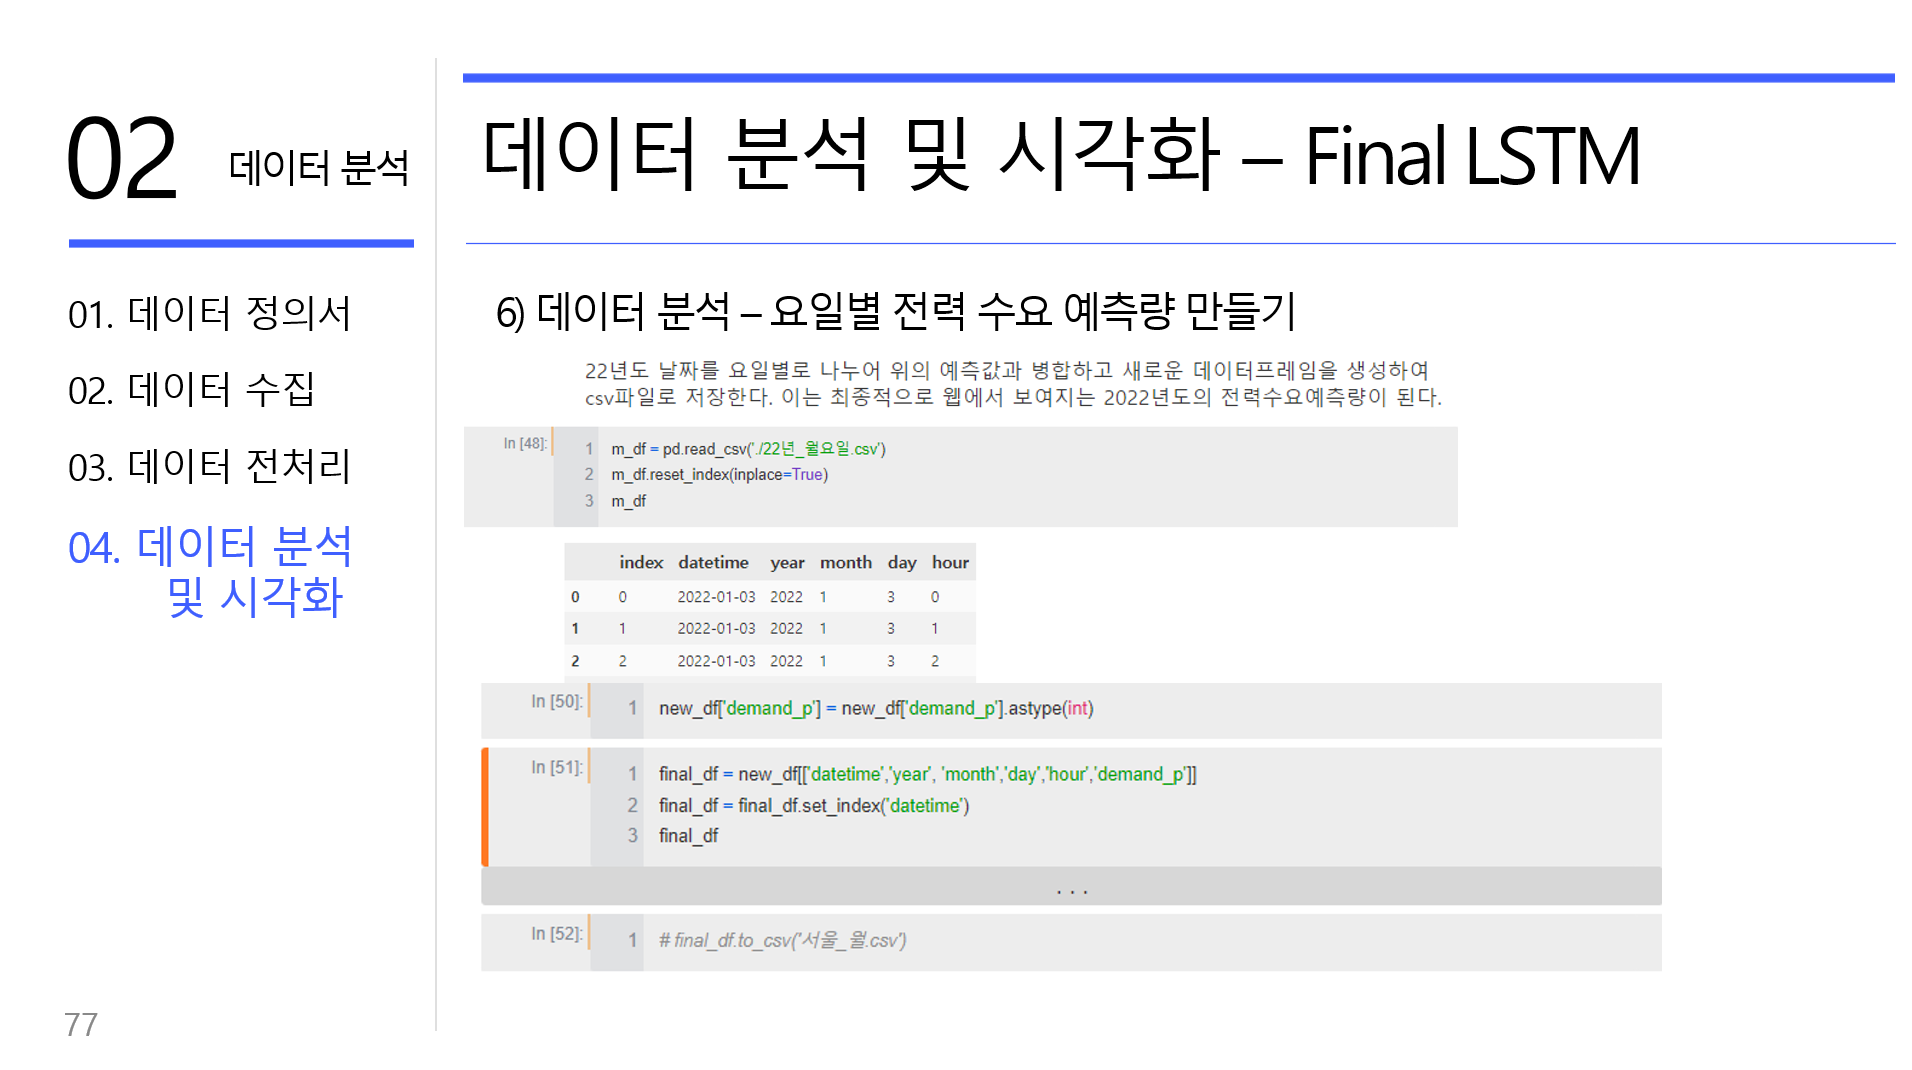 02 데이터 분석
01. 데이터 정의서
02. 데이터 수집
03. 데이터 전처리
04. 데이터 분석
및 시각화
77
데이터 분석 및 시각화 – Final LSTM
6) 데이터 분석 – 요일별 전력 수요 예측량 만들기
22년도 날짜를 요일별로 나누어 위의 예측값과 병합하고 새로운 데이터프레임을 생성하여
csv파일로 저장한다. 이는 최종적으로 웹에서 보여지는 2022년도의 전력수요예측량이 된다.
In [48]: 1 m_df = pd.read_csv('./22년_월요일.csv')
2 m_df.reset_index(inplace=True)
3 m_df
index datetime year month day hour
0 0 2022-01-03 2022 1 3 0
1 1 2022-01-03 2022 1 3 1
2 2 2022-01-03 2022 1 3 2
In [50]: 1 new_df['demand_p'] = new_df['demand_p'].astype(int)
In [51]: 1 final_df = new_df[['datetime','year', 'month','day','hour','demand_p']]
2 final_df = final_df.set_index('datetime')
3 final_df
...
In [52]: 1 # final_df.to_csv('서울_월.csv')